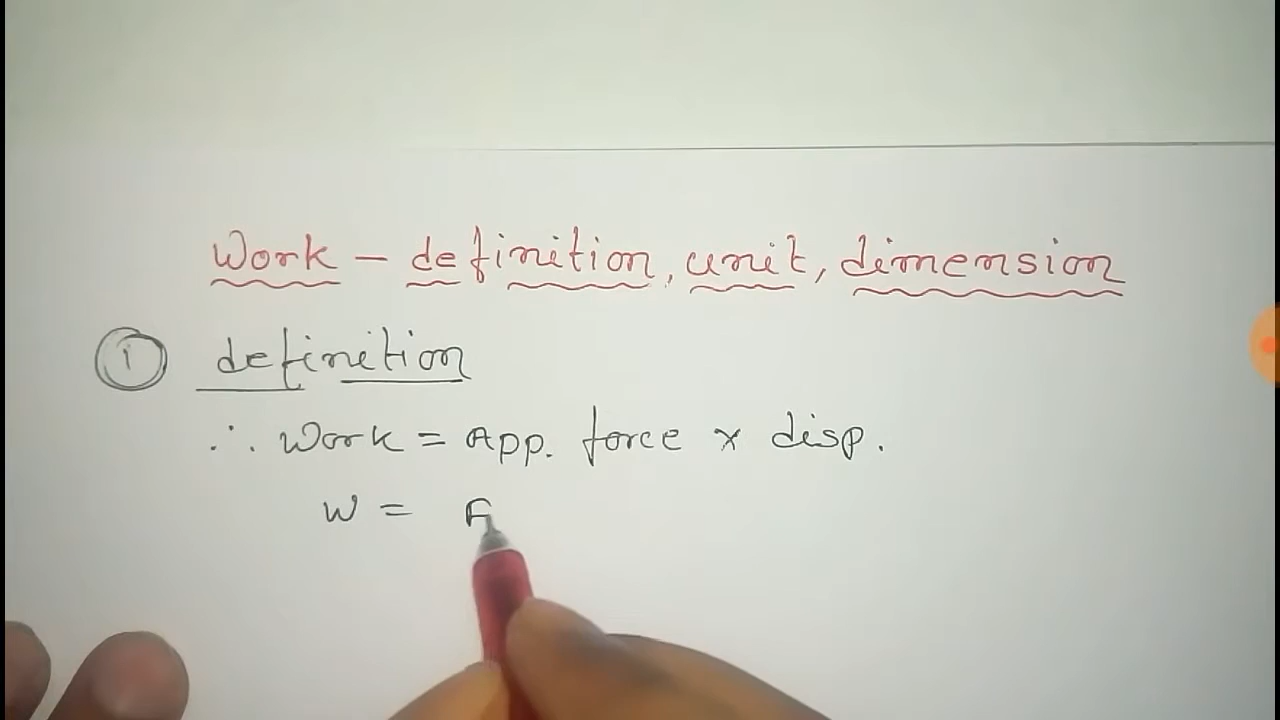 Work - definition, unit, dimension
① definition
∴ Work = App. force × disp.
W = F